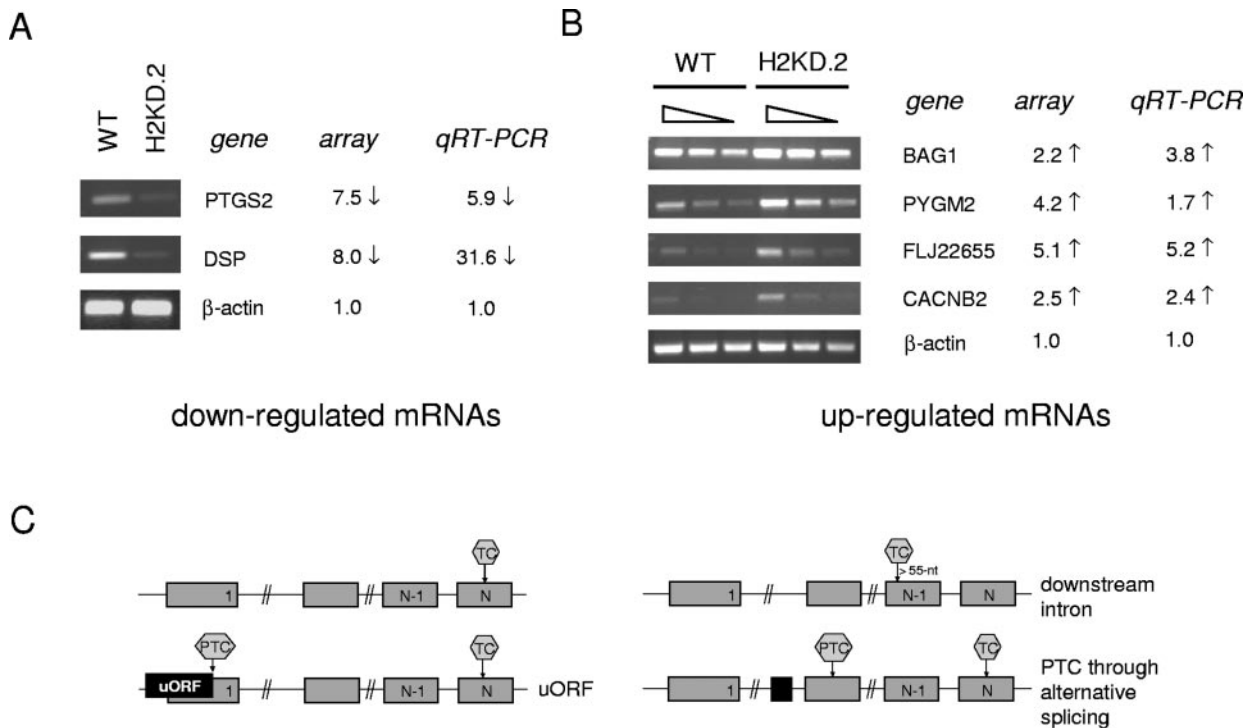 A
WT
H2KD.2
gene array qRT-PCR
PTGS2 7.5 ↓ 5.9 ↓
DSP 8.0 ↓ 31.6 ↓
β-actin 1.0 1.0
down-regulated mRNAs
B
WT H2KD.2
gene array qRT-PCR
BAG1 2.2 ↑ 3.8 ↑
PYGM2 4.2 ↑ 1.7 ↑
FLJ22655 5.1 ↑ 5.2 ↑
CACNB2 2.5 ↑ 2.4 ↑
β-actin 1.0 1.0
up-regulated mRNAs
C
TC
1 // // N-1 N
PTC TC
uORF 1 // // N-1 N uORF
TC
> 55-nt
1 // // N-1 N downstream
intron
PTC TC
1 // // N-1 N PTC through
alternative
splicing